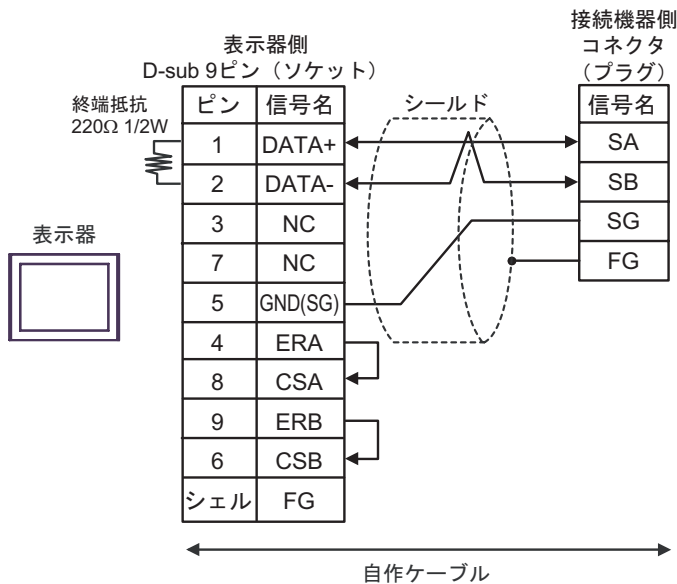 接続機器側
コネクタ
(プラグ)
表示器側
D-sub 9ピン（ソケット）
終端抵抗
220Ω 1/2W
シールド
ピン 信号名
信号名
1 DATA+
SA
2 DATA-
SB
3 NC
SG
7 NC
FG
5 GND(SG)
4 ERA
8 CSA
9 ERB
6 CSB
シェル FG
表示器
自作ケーブル